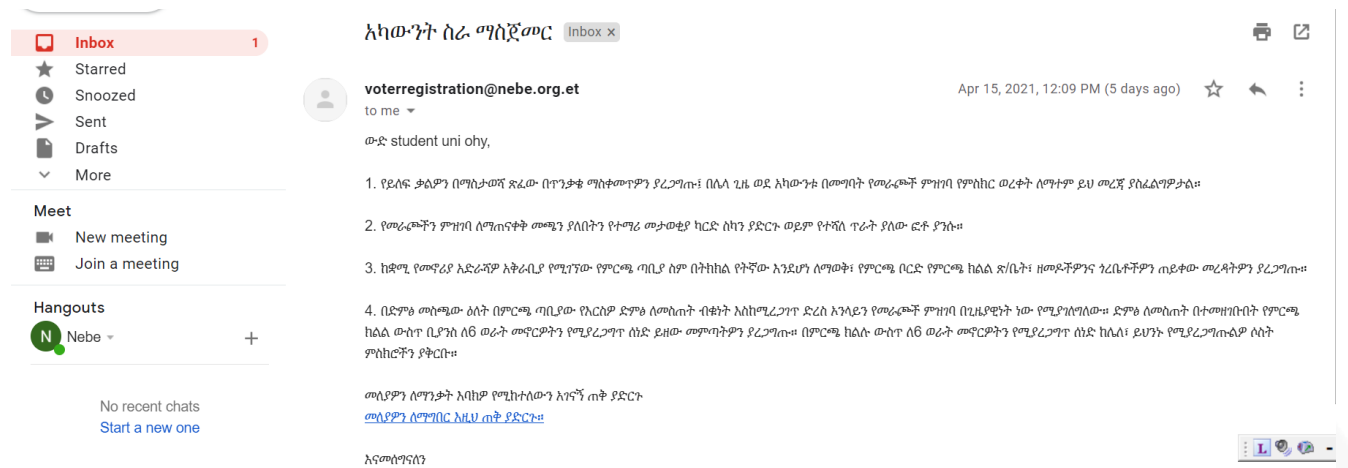 አካውንት ስራ ማስጀመር Inbox x
Inbox 1
Starred
Snoozed
Sent
Drafts
More
Meet
New meeting
Join a meeting
Hangouts
N Nebe
No recent chats
Start a new one
voterregistration@nebe.org.et Apr 15, 2021, 12:09 PM (5 days ago)
to me
ውድ student uni ohy,
1. የይለፍ ቃልዎን በማስታወሻ ጽፈው በጥንቃቄ ማስቀመጥዎን ያረጋግጡ፤ በሌላ ጊዜ ወደ አካውንቱ በመግባት የመራጮች ምዝገባ የምስክር ወረቀት ለማተም ይህ መረጃ ያስፈልግዎታል።
2. የመራጮችን ምዝገባ ለማጠናቀቅ መጫን ያለበትን የተማሪ መታወቂያ ካርድ ስካን ያድርጉ ወይም የተሻለ ጥራት ያለው ፎቶ ያንሱ።
3. ከቋሚ የመኖሪያ አድራሻዎ አቅራቢያ የሚገኘው የምርጫ ጣቢያ ስም በትክክል የትኛው እንደሆነ ለማወቅ፣ የምርጫ ቦርድ የምርጫ ክልል ጽ/ቤት፣ ዘመዶችዎንና ጎረቤቶችዎን ጠይቀው መረዳትዎን ያረጋግጡ።
4. በድምፅ መስጫው ዕለት በምርጫ ጣቢያው የእርስዎ ድምፅ ለመስጠት ብቁነት እስከሚረጋገጥ ድረስ ኦንላይን የመራጮች ምዝገባ በጊዜያዊነት ነው የሚያገለግለው። ድምፅ ለመስጠት በተመዘገቡበት የምርጫ
ክልል ውስጥ ቢያንስ ለ6 ወራት መኖርዎትን የሚያረጋግጥ ሰነድ ይዘው መምጣትዎን ያረጋግጡ። በምርጫ ክልሉ ውስጥ ለ6 ወራት መኖርዎትን የሚያረጋግጥ ሰነድ ከሌለ፣ ይህንኑ የሚያረጋግጡልዎ ሶስት
ምስክሮችን ያቅርቡ።
መለያዎን ለማንቃት እባክዎ የሚከተለውን አገናኝ ጠቅ ያድርጉ
መለያዎን ለማግበር እዚህ ጠቅ ያድርጉ።
እናመሰግናለን
L